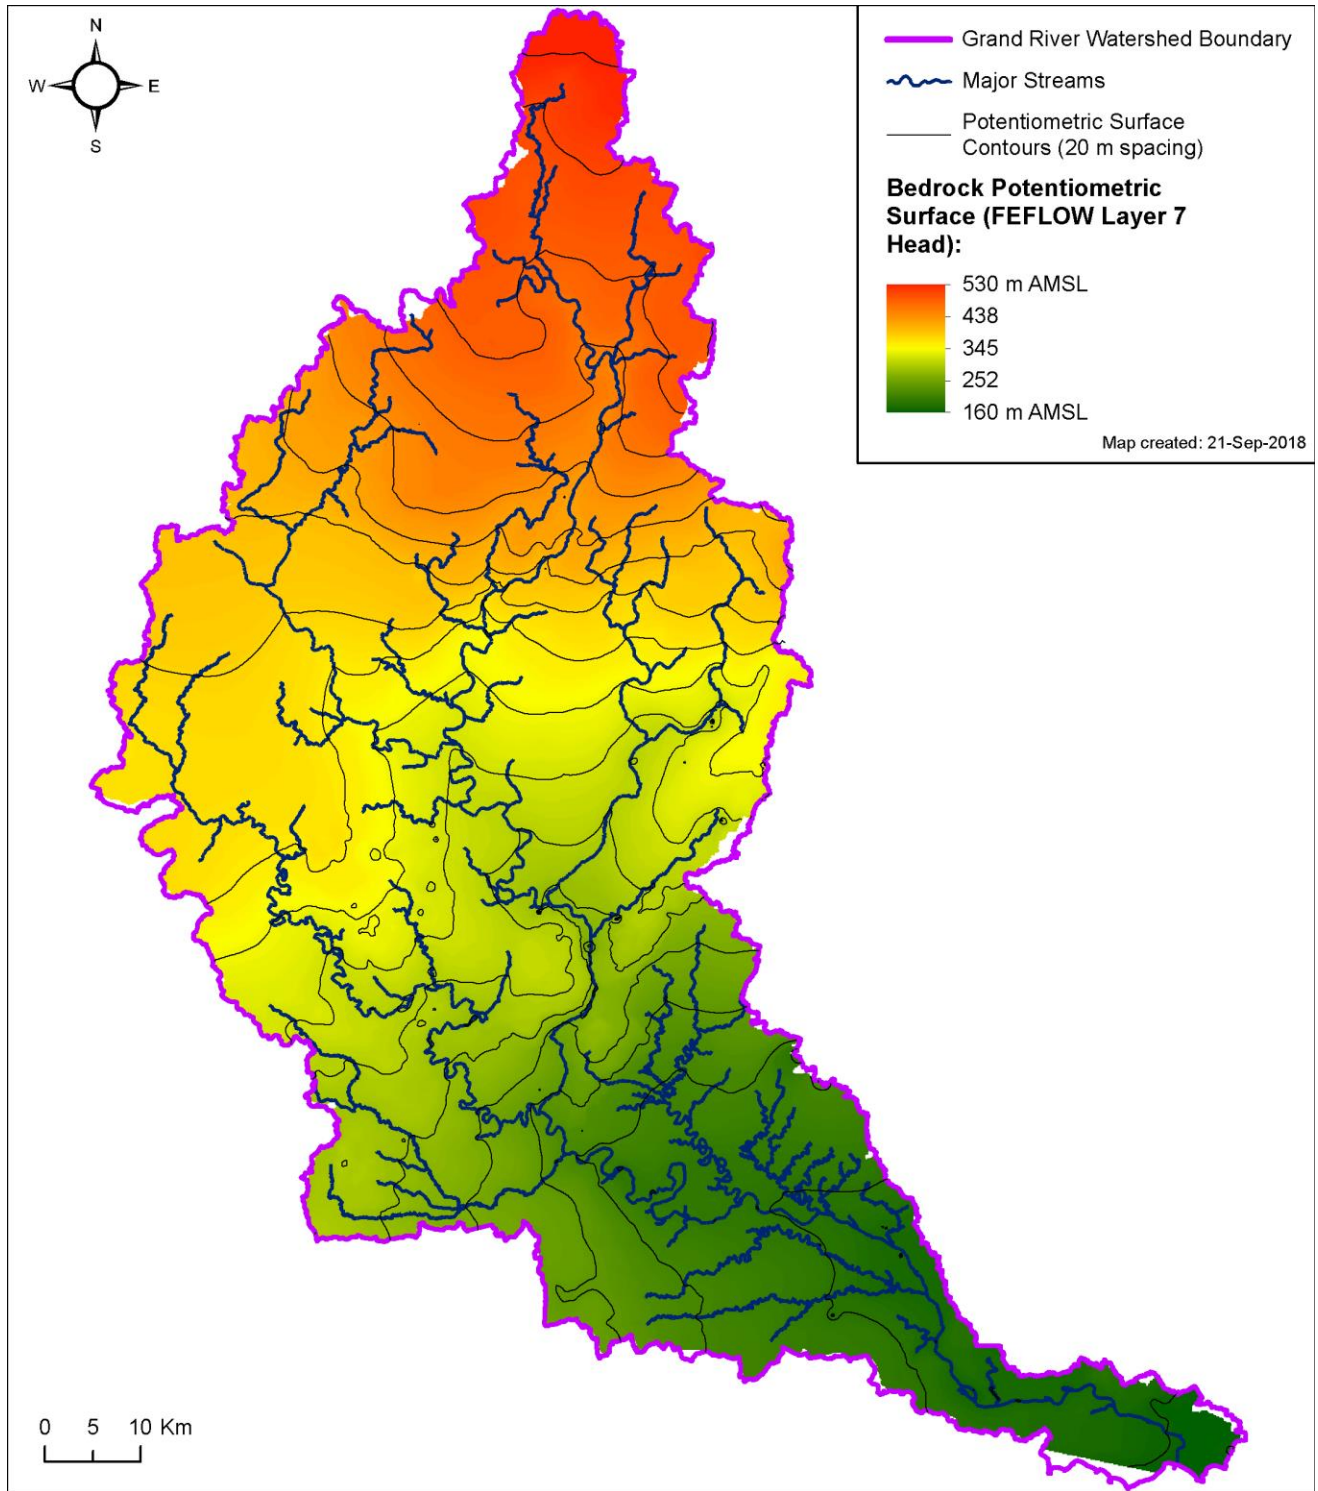 N
W E
S
Grand River Watershed Boundary
Major Streams
Potentiometric Surface
Contours (20 m spacing)
Bedrock Potentiometric
Surface (FEFLOW Layer 7
Head):
530 m AMSL
438
345
252
160 m AMSL
Map created: 21-Sep-2018
0 5 10 Km